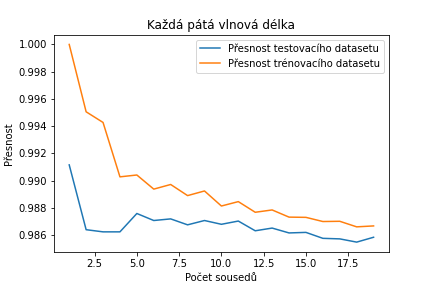 Každá pátá vlnová délka
Přesnost testovacího datasetu
Přesnost trénovacího datasetu
Přesnost
1.000
0.998
0.996
0.994
0.992
0.990
0.988
0.986
2.5 5.0 7.5 10.0 12.5 15.0 17.5
Počet sousedů